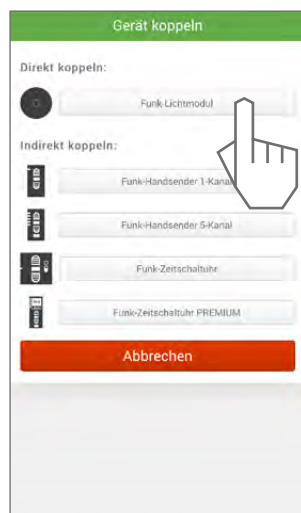 Gerät koppeln
Direkt koppeln:
Funk-Lichtmodul
Indirekt koppeln:
Funk-Handsender 1-Kanal
Funk-Handsender 5-Kanal
Funk-Zeitschaltuhr
Funk-Zeitschaltuhr PREMIUM
Abbrechen